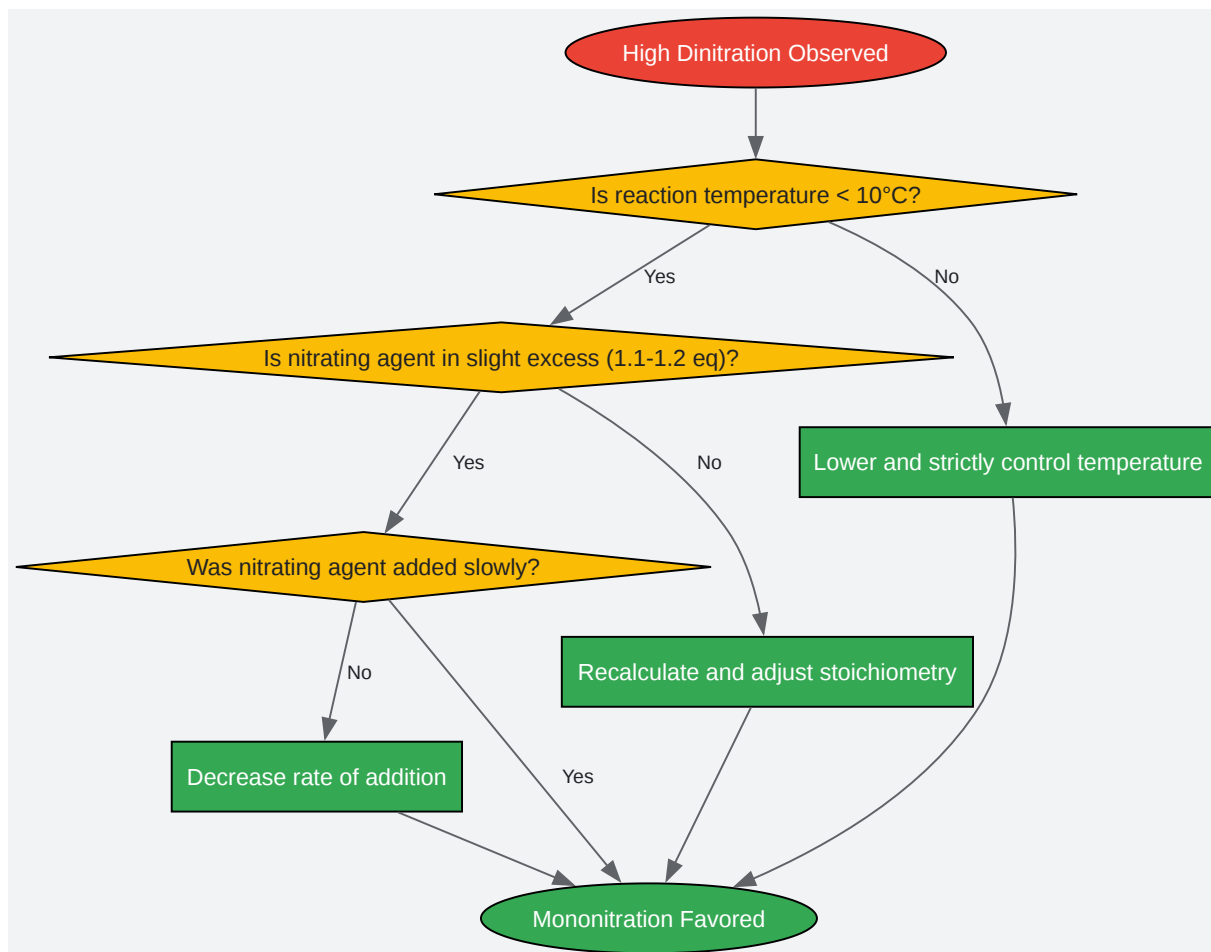 High Dinitration Observed
Is reaction temperature < 10°C?
Yes
No
Is nitrating agent in slight excess (1.1-1.2 eq)?
Lower and strictly control temperature
Yes
No
Was nitrating agent added slowly?
No
Recalculate and adjust stoichiometry
Decrease rate of addition
Yes
Mononitration Favored